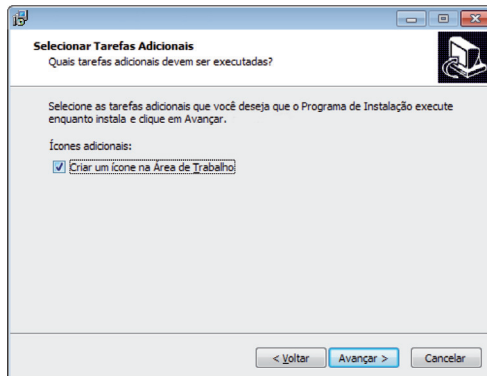 Selecionar Tarefas Adicionais
Quais tarefas adicionais devem ser executadas?
Selecione as tarefas adicionais que você deseja que o Programa de Instalação execute
enquanto instala e clique em Avançar.
Ícones adicionais:
Criar um ícone na Área de Trabalho
< Voltar
Avançar >
Cancelar